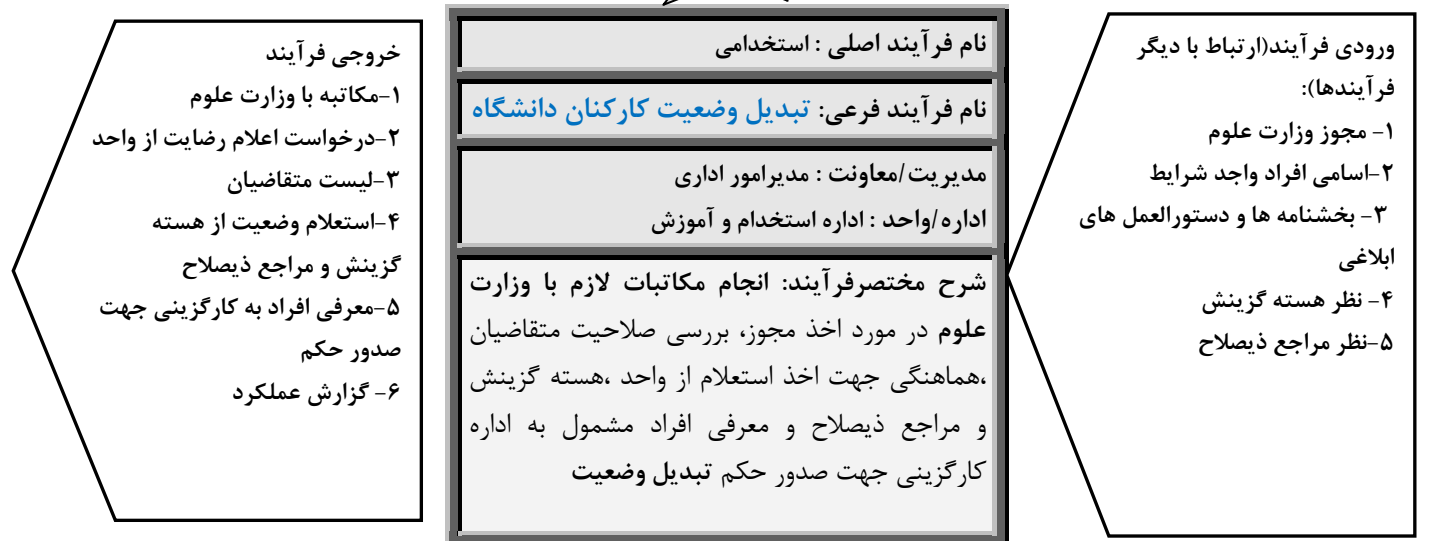 ورودی فرآیند(ارتباط با دیگر
فرآیندها):
۱- مجوز وزارت علوم
۲-اسامی افراد واجد شرایط
۳- بخشنامه ها و دستورالعمل های
ابلاغی
۴- نظر هسته گزینش
۵-نظر مراجع ذیصلاح
نام فرآیند اصلی : استخدامی
نام فرآیند فرعی: تبدیل وضعیت کارکنان دانشگاه
مدیریت/معاونت : مدیرامور اداری
اداره/واحد : اداره استخدام و آموزش
شرح مختصرفرآیند: انجام مکاتبات لازم با وزارت
علوم در مورد اخذ مجوز، بررسی صلاحیت متقاضیان
،هماهنگی جهت اخذ استعلام از واحد ،هسته گزینش
و مراجع ذیصلاح و معرفی افراد مشمول به اداره
کارگزینی جهت صدور حکم تبدیل وضعیت
خروجی فرآیند
۱-مکاتبه با وزارت علوم
۲-درخواست اعلام رضایت از واحد
۳-لیست متقاضیان
۴-استعلام وضعیت از هسته
گزینش و مراجع ذیصلاح
۵-معرفی افراد به کارگزینی جهت
صدور حکم
۶- گزارش عملکرد